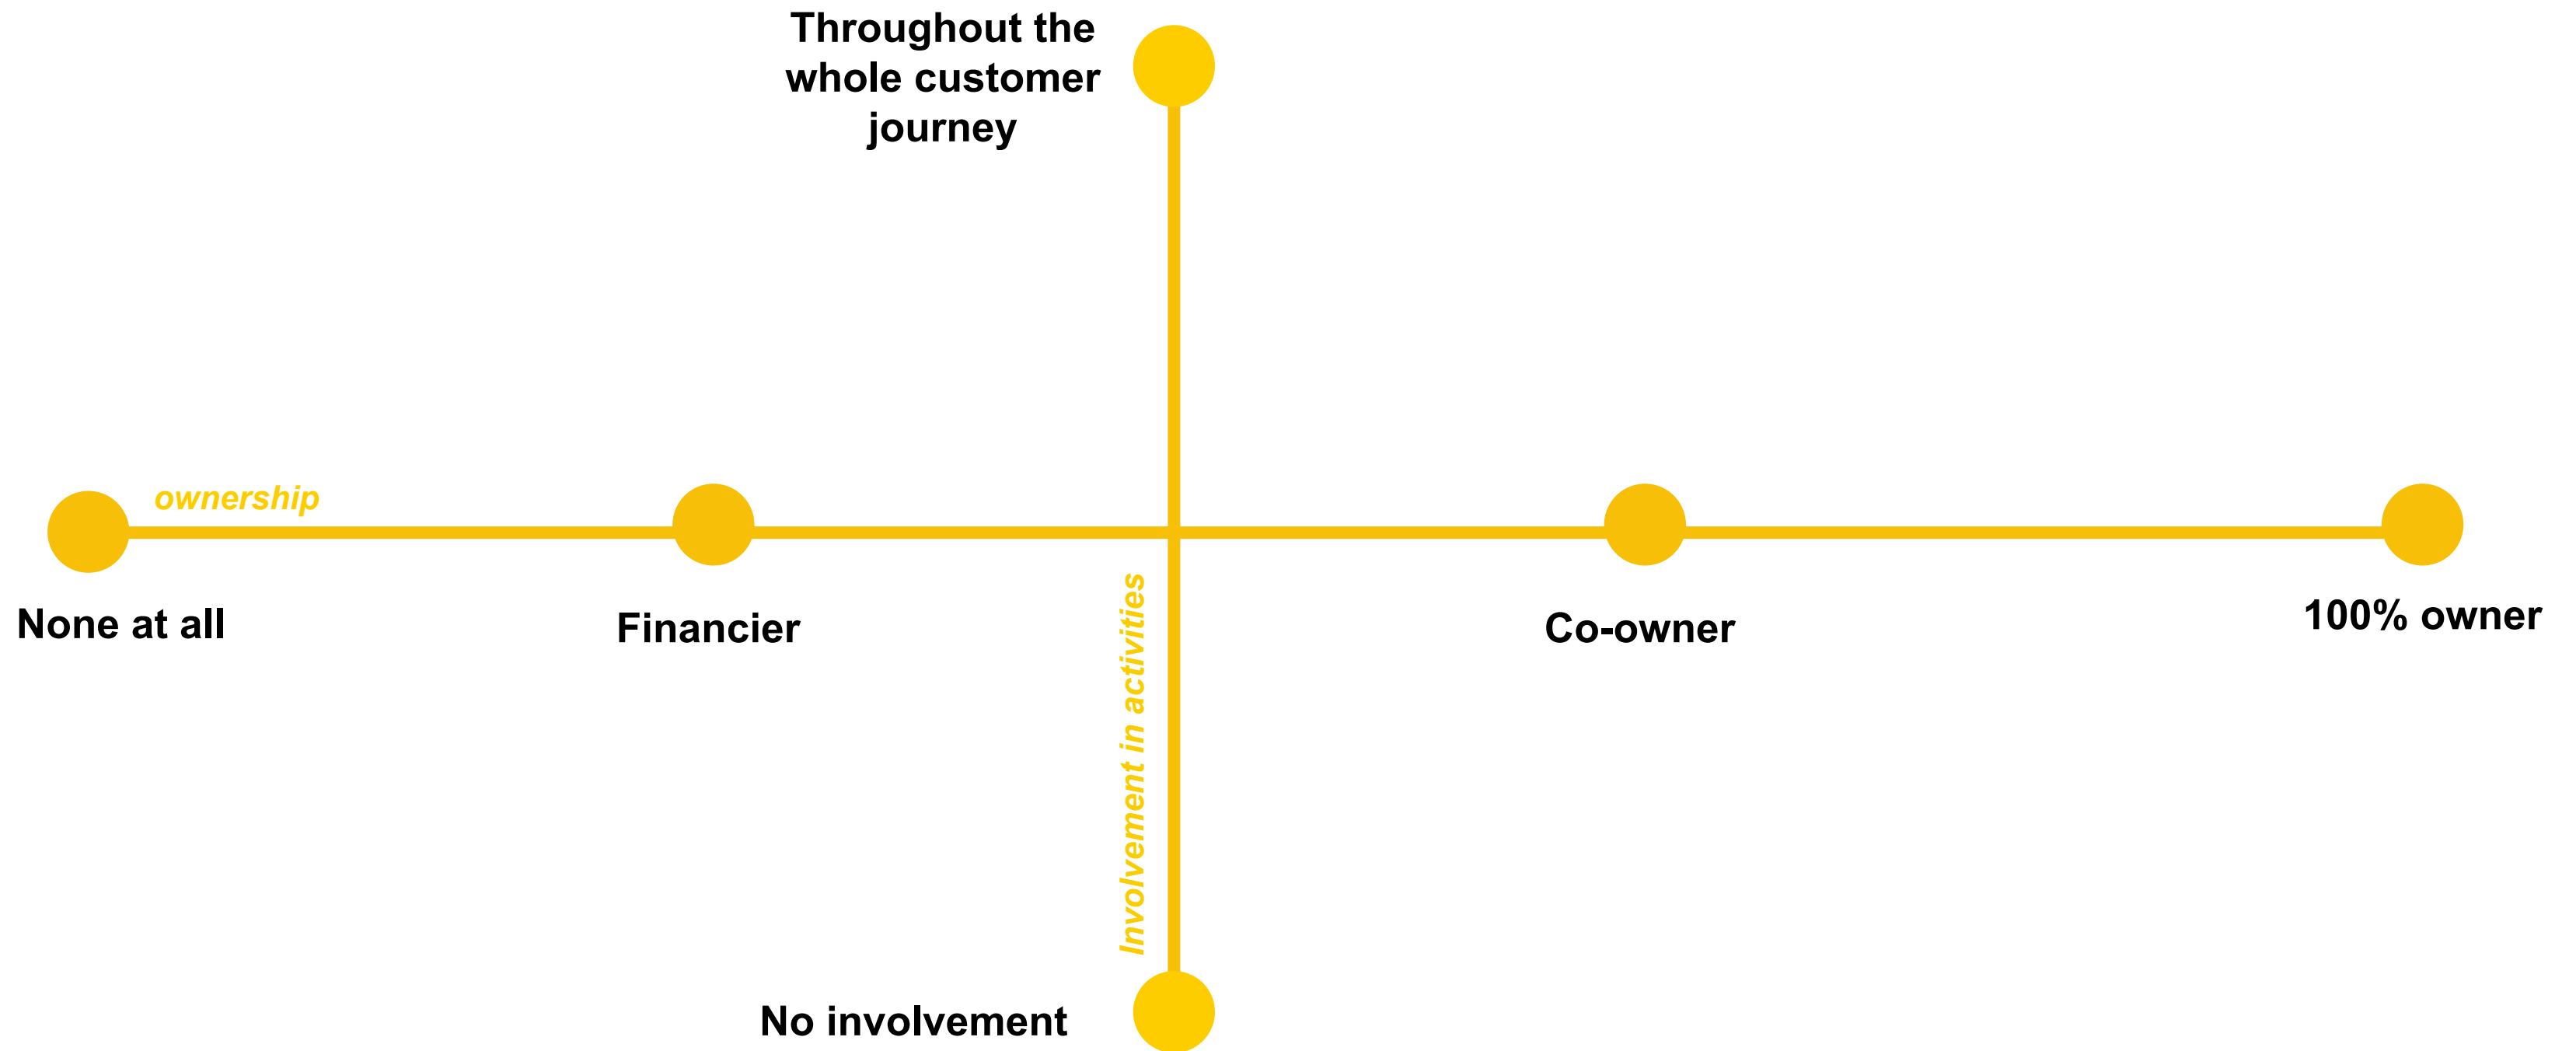 Throughout the
whole customer
journey
ownership
None at all
Financier
Co-owner
100% owner
Involvement in activities
No involvement